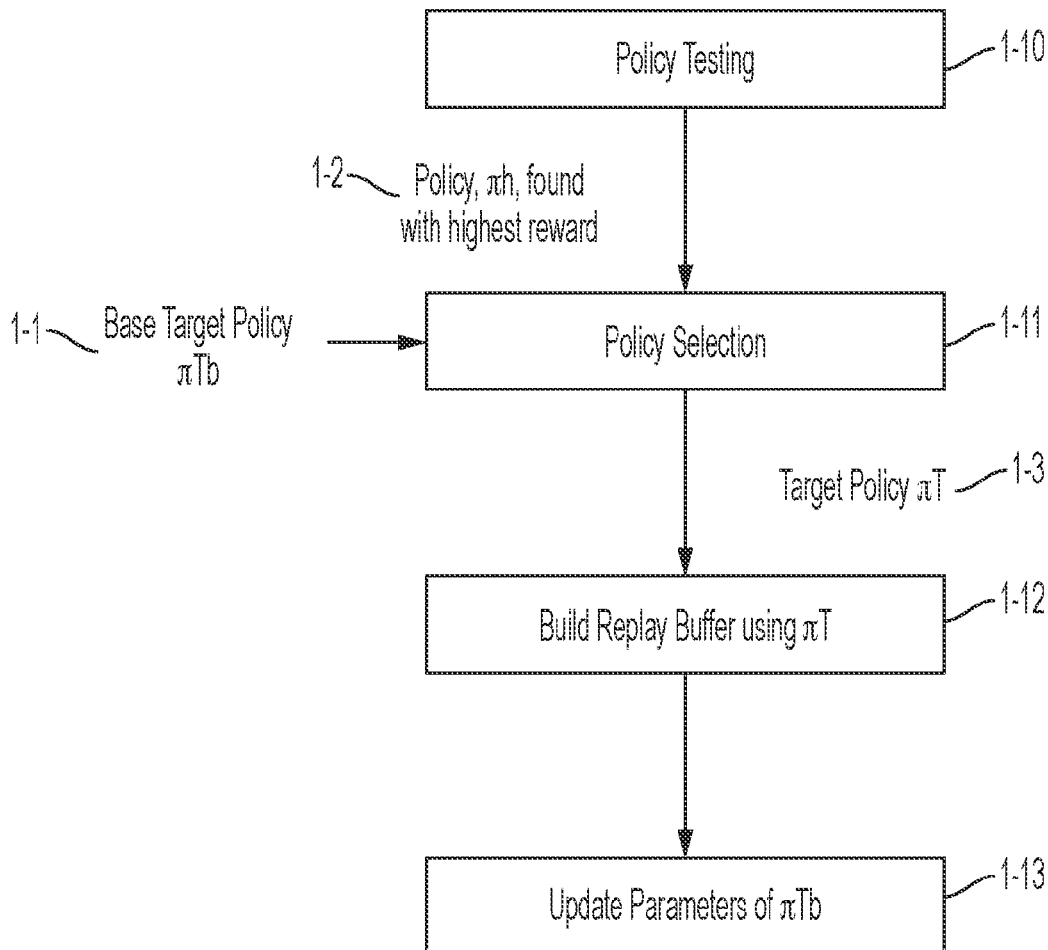 Policy Testing
1-10
1-2
Policy, πh, found
with highest reward
1-1
Base Target Policy
πTb
Policy Selection
1-11
Target Policy πT
1-3
Build Replay Buffer using πT
1-12
Update Parameters of πTb
1-13